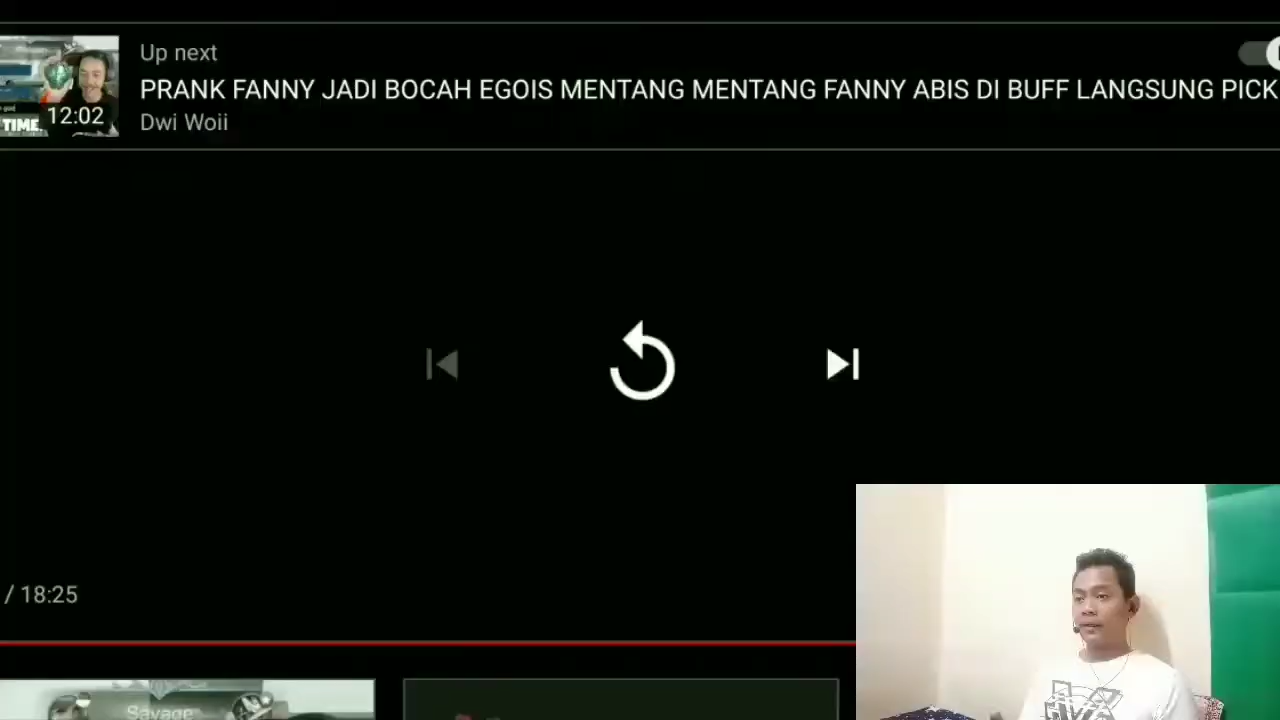 Up next
PRANK FANNY JADI BOCAH EGOIS MENTANG MENTANG FANNY ABIS DI BUFF LANGSUNG PICK
TIME.
12:02
Dwi Woii
/ 18:25
Savage